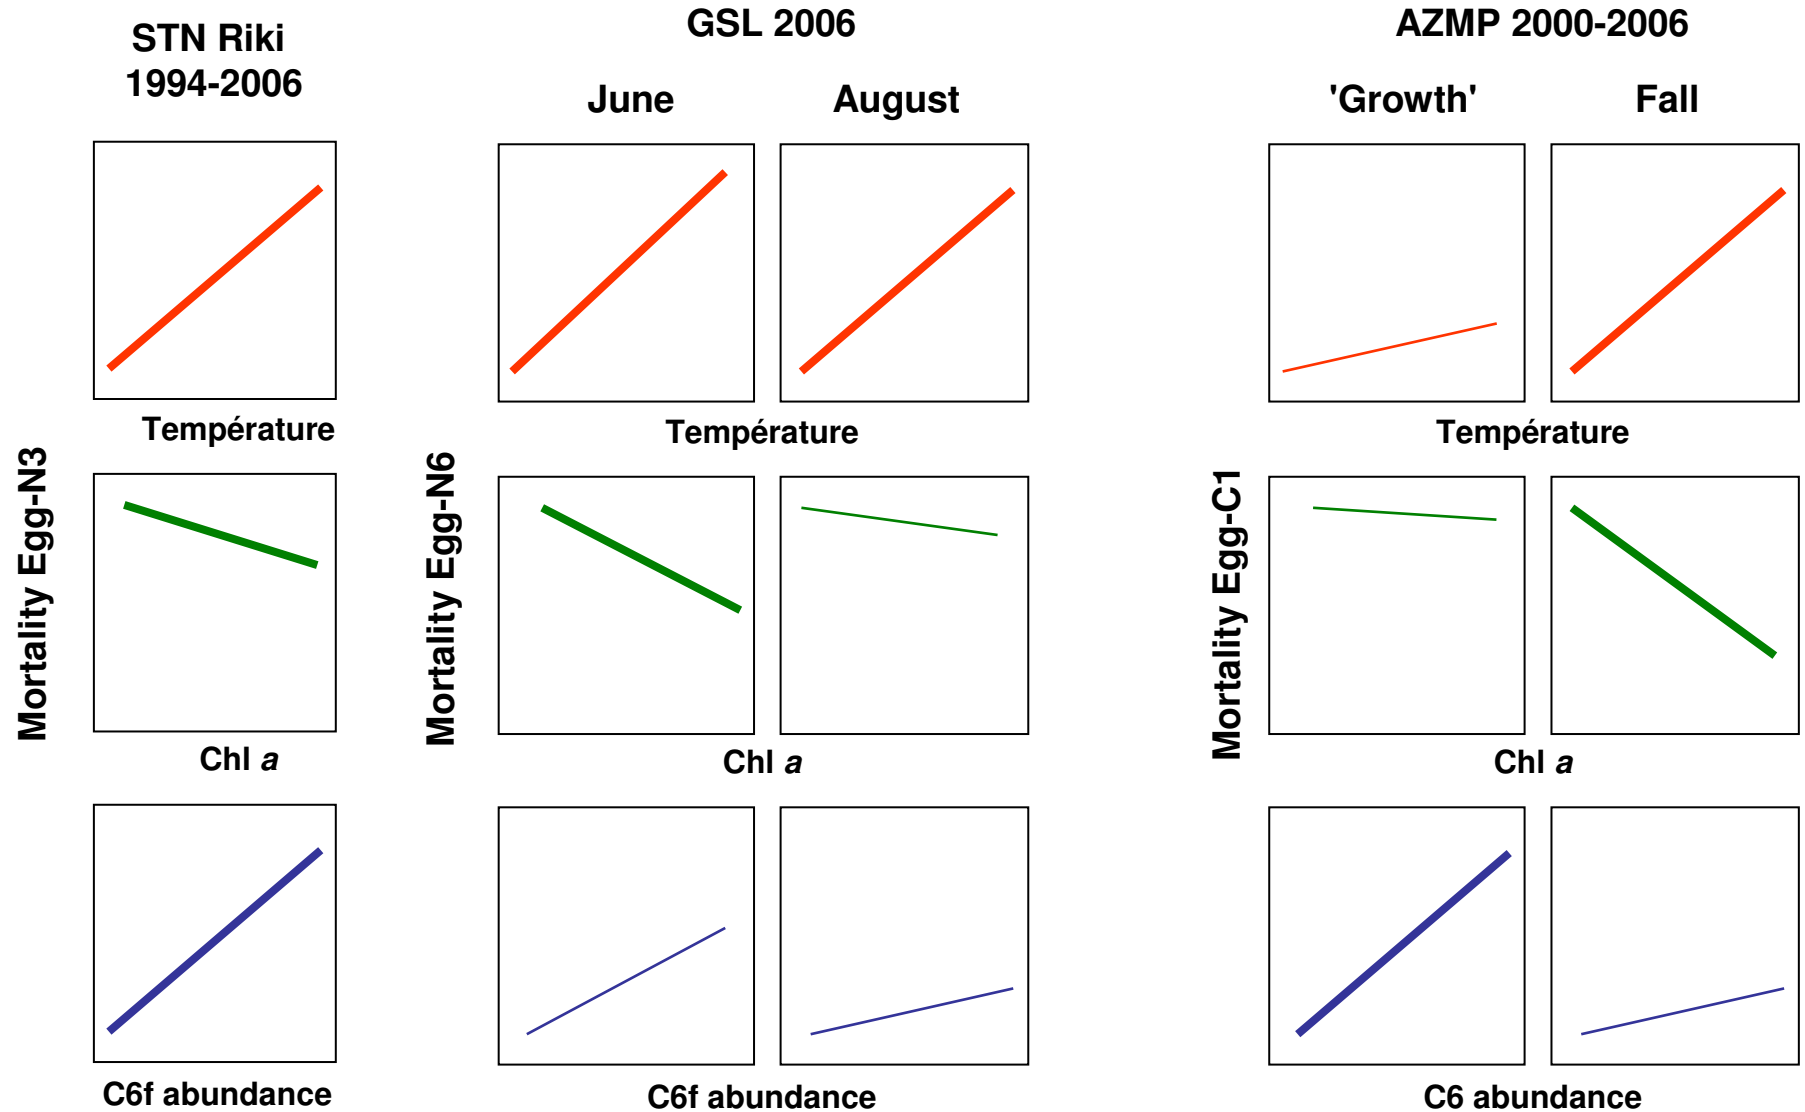 STN Riki
1994-2006
GSL 2006
AZMP 2000-2006
June
August
'Growth'
Fall
Température
Température
Température
Mortality Egg-N3
Mortality Egg-N6
Mortality Egg-C1
Chl a
Chl a
Chl a
C6f abundance
C6f abundance
C6 abundance